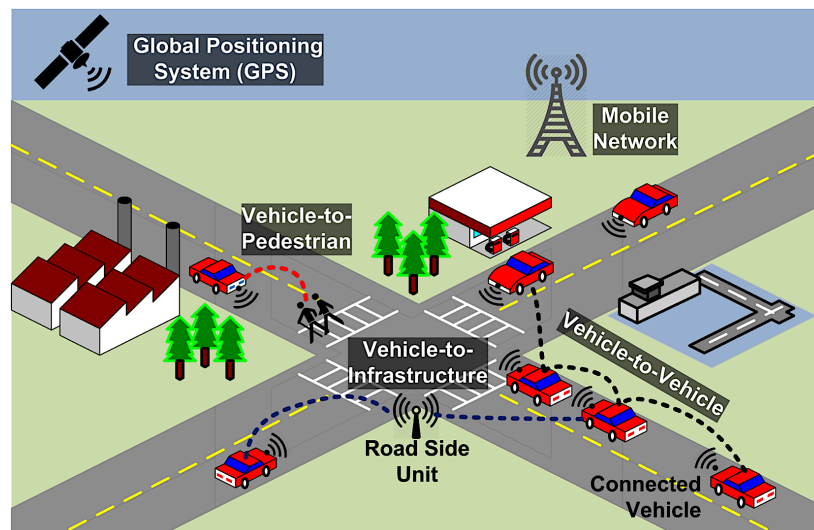 Global Positioning
System (GPS)
Mobile
Network
Vehicle-to-
Pedestrian
Vehicle-to-Vehicle
Vehicle-to-
Infrastructure
Road Side
Unit
Connected
Vehicle